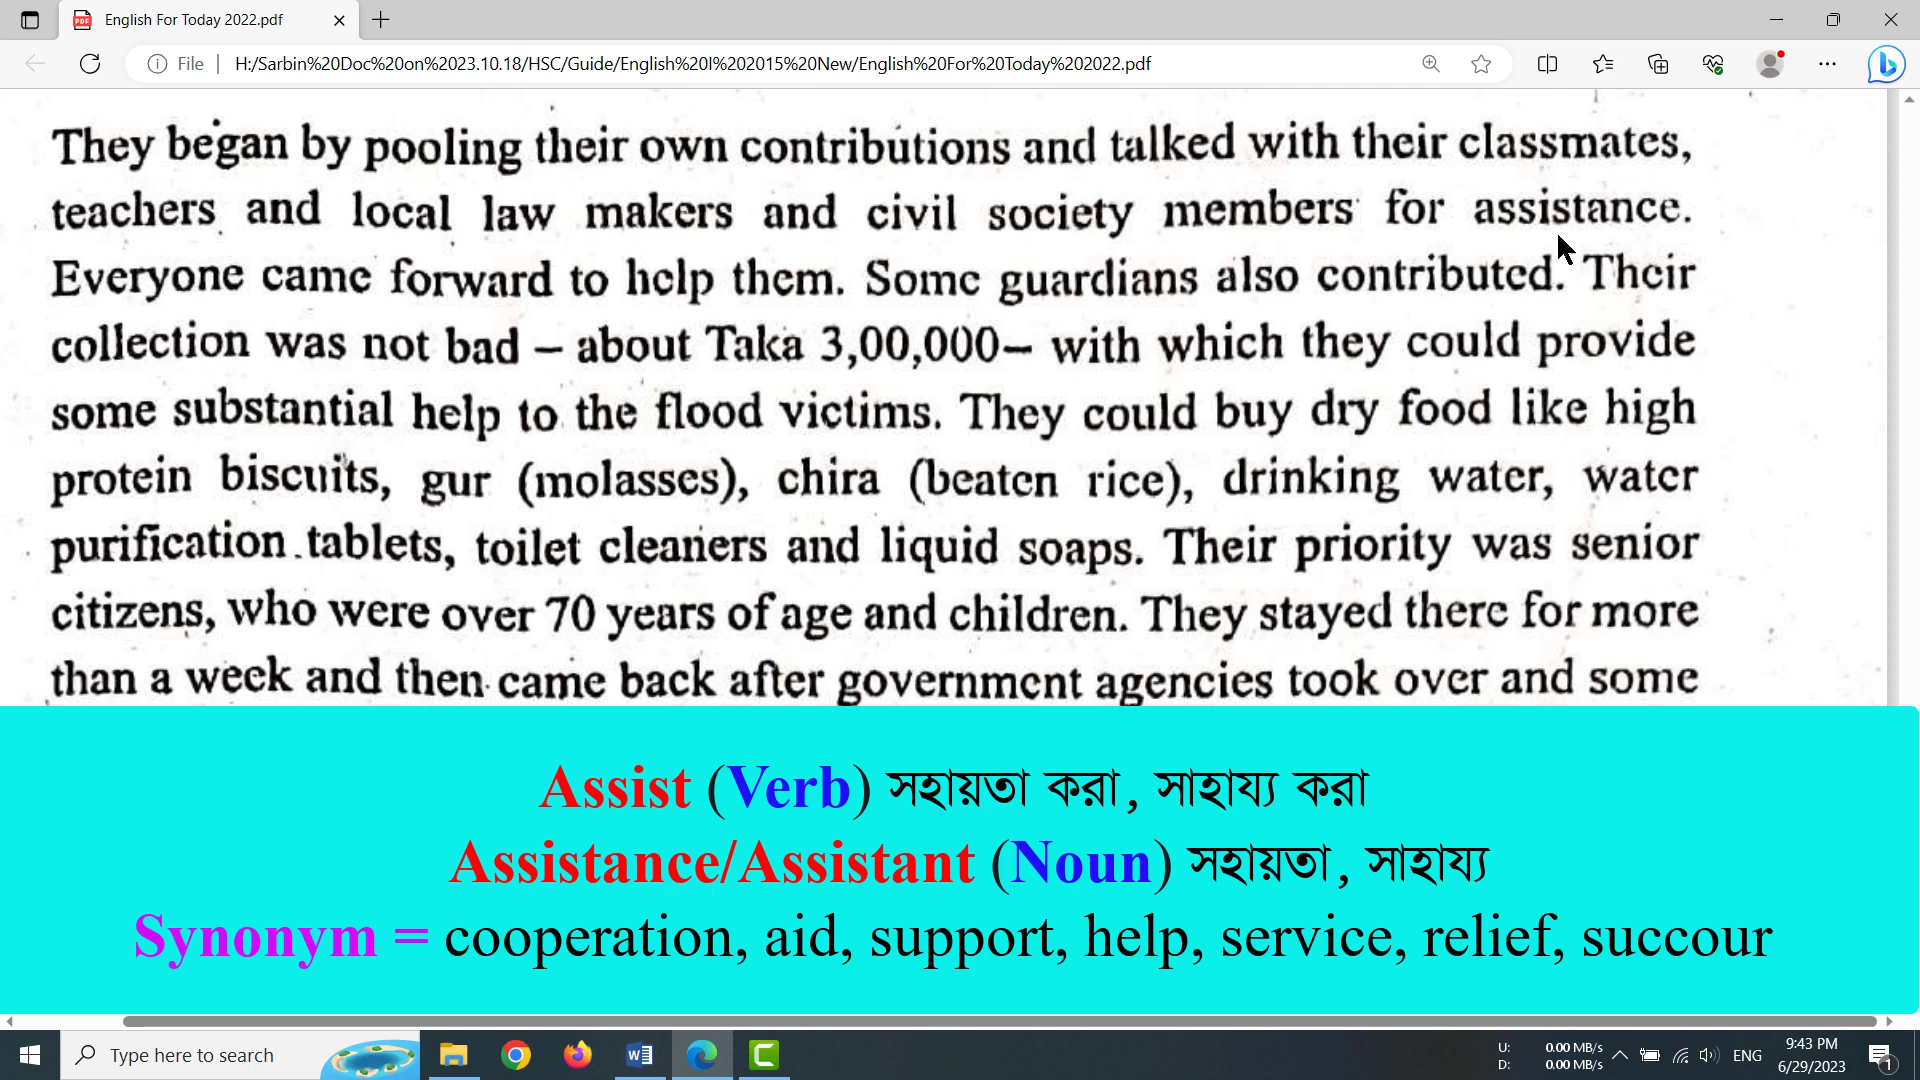 English For Today 2022.pdf
File
H:/Sarbin%20Doc%20on%2023.10.18/HSC/Guide/English%20I%202015%20New/English%20For%20Today%202022.pdf
They began by pooling their own contributions and talked with their classmates,
teachers and local law makers and civil society members for assistance.
Everyone came forward to help them. Some guardians also contributed. Their
collection was not bad – about Taka 3,00,000– with which they could provide
some substantial help to the flood victims. They could buy dry food like high
protein biscuits, gur (molasses), chira (beaten rice), drinking water, water
purification tablets, toilet cleaners and liquid soaps. Their priority was senior
citizens, who were over 70 years of age and children. They stayed there for more
than a week and then came back after government agencies took over and some
Assist (Verb) সহায়তা করা, সাহায্য করা
Assistance/Assistant (Noun) সহায়তা, সাহায্য
Synonym = cooperation, aid, support, help, service, relief, succour
Type here to search
U: 0.00 MB/s
D: 0.00 MB/s
ENG
9:43 PM
6/29/2023
1